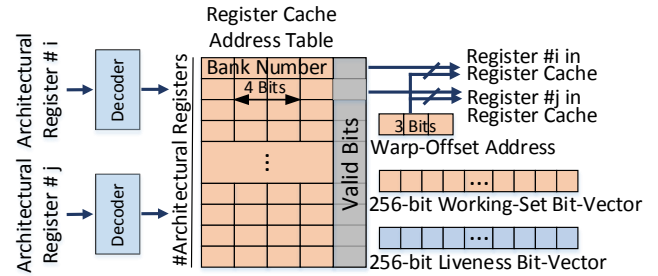 Register Cache
Address Table
Architectural
Register # i
Decoder
Bank Number
4 Bits
Register #i in
Register Cache
Register #j in
Register Cache
3 Bits
Warp-Offset Address
#Architectural Registers
...
Valid Bits
Architectural
Register # j
Decoder
...
256-bit Working-Set Bit-Vector
...
256-bit Liveness Bit-Vector